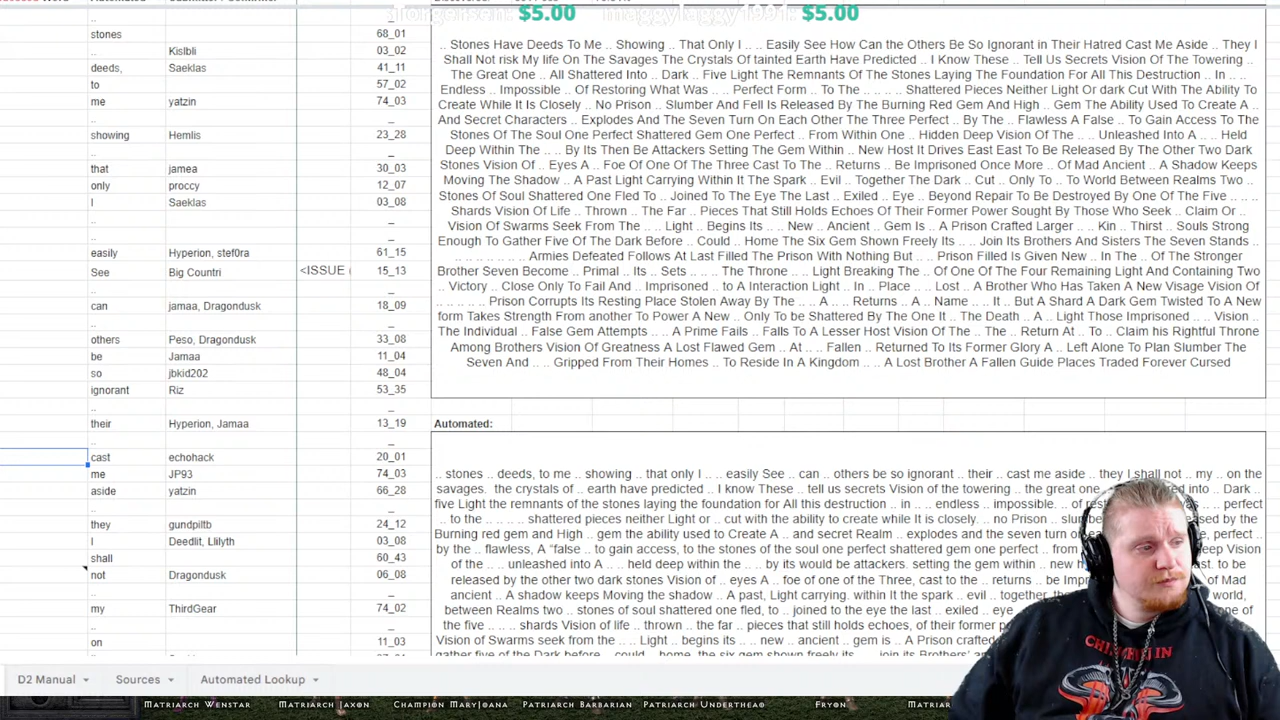 Torgersen: $5.00 maggyfaggy1991: $5.00
_
stones 68_01
.. Kislbli 03_02
deeds, Saeklas 41_11
to 57_02
me yatzin 74_03
.. _
showing Hemlis 23_28
.. _
that jamea 30_03
only proccy 12_07
I Saeklas 03_08
.. _
.. _
easily Hyperion, stef0ra 61_15
See Big Countri <ISSUE ( 15_13
.. _
can jamaa, Dragondusk 18_09
.. _
others Peso, Dragondusk 33_08
be Jamaa 11_04
so jbkid202 48_04
ignorant Riz 53_35
.. _
their Hyperion, Jamaa 13_19
.. _
cast echohack 20_01
me JP93 74_03
aside yatzin 66_28
.. _
they gundpiltb 24_12
I Deedlit, Llilyth 03_08
shall 60_43
not Dragondusk 06_08
.. _
my ThirdGear 74_02
.. _
on 11_03
.. Stones Have Deeds To Me .. Showing .. That Only I .. .. Easily See How Can the Others Be So Ignorant in Their Hatred Cast Me Aside .. They I
Shall Not risk My life On The Savages The Crystals Of tainted Earth Have Predicted .. I Know These .. Tell Us Secrets Vision Of The Towering ..
The Great One .. All Shattered Into .. Dark .. Five Light The Remnants Of The Stones Laying The Foundation For All This Destruction .. In .. ..
Endless .. Impossible .. Of Restoring What Was .. .. Perfect Form .. To The .. .. .. Shattered Pieces Neither Light Or dark Cut With The Ability To
Create While It Is Closely .. No Prison .. Slumber And Fell Is Released By The Burning Red Gem And High .. Gem The Ability Used To Create A ..
And Secret Characters .. Explodes And The Seven Turn On Each Other The Three Perfect .. By The .. Flawless A False .. To Gain Access To The
Stones Of The Soul One Perfect Shattered Gem One Perfect .. From Within One .. Hidden Deep Vision Of The .. .. Unleashed Into A .. Held
Deep Within The .. .. By Its Then Be Attackers Setting The Gem Within .. New Host It Drives East East To Be Released By The Other Two Dark
Stones Vision Of .. Eyes A .. Foe Of One Of The Three Cast To The .. Returns .. Be Imprisoned Once More .. Of Mad Ancient .. A Shadow Keeps
Moving The Shadow .. A Past Light Carrying Within It The Spark .. Evil .. Together The Dark .. Cut .. Only To .. To World Between Realms Two ..
Stones Of Soul Shattered One Fled To .. Joined To The Eye The Last .. Exiled .. Eye .. Beyond Repair To Be Destroyed By One Of The Five .. ..
Shards Vision Of Life .. Thrown .. The Far .. Pieces That Still Holds Echoes Of Their Former Power Sought By Those Who Seek .. Claim Or ..
Vision Of Swarms Seek From The .. .. Light .. Begins Its .. .. New .. Ancient .. Gem Is .. A Prison Crafted Larger .. .. Kin .. Thirst .. Souls Strong
Enough To Gather Five Of The Dark Before .. Could .. Home The Six Gem Shown Freely Its .. .. Join Its Brothers And Sisters The Seven Stands ..
.. .. .. .. .. .. .. Armies Defeated Follows At Last Filled The Prison With Nothing But .. .. Prison Filled Is Given New .. In The .. Of The Stronger
Brother Seven Become .. Primal .. Its .. Sets .. .. The Throne .. .. Light Breaking The .. Of One Of The Four Remaining Light And Containing Two
.. Victory .. Close Only To Fail And .. Imprisoned .. to A Interaction Light .. In .. Place .. .. Lost .. A Brother Who Has Taken A New Visage Vision Of
.. .. .. .. .. Prison Corrupts Its Resting Place Stolen Away By The .. A .. .. Returns .. A Name .. .. It .. But A Shard A Dark Gem Twisted To A New
form Takes Strength From another To Power A New .. Only To be Shattered By The One It .. The Death .. A .. Light Those Imprisoned .. .. Vision ..
The Individual .. False Gem Attempts .. .. A Prime Fails .. Falls To A Lesser Host Vision Of The .. The .. Return At .. To .. Claim his Rightful Throne
Among Brothers Vision Of Greatness A Lost Flawed Gem .. At .. .. Fallen .. Returned To Its Former Glory A .. Left Alone To Plan Slumber The
Seven And .. .. Gripped From Their Homes .. To Reside In A Kingdom .. .. A Lost Brother A Fallen Guide Places Traded Forever Cursed
Automated:
.. stones .. deeds, to me .. showing .. that only I .. .. easily See .. can .. others be so ignorant .. their .. cast me aside .. they I shall not .. my .. on the
savages. the crystals of .. earth have predicted .. I know These .. tell us secrets Vision of the towering .. the great one
into .. Dark ..
five Light the remnants of the stones laying the foundation for All this destruction .. in .. endless .. impossible. .. of
perfect
.. to the .. .. .. shattered pieces neither Light or .. cut with the ability to create while It is closely. .. no Prison ..
by the
Burning red gem and High .. gem the ability used to Create A .. and secret Realm .. explodes and the seven turn on
perfect ..
by the .. flawless, A "false .. to gain access, to the stones of the soul one perfect shattered gem one perfect .. from
deep Vision
of the .. .. unleashed into A .. held deep within the .. .. by its would be attackers. setting the gem within .. new
to be
released by the other two dark stones Vision of .. eyes A .. foe of one of the Three, cast to the .. returns .. be
of Mad
ancient .. A shadow keeps Moving the shadow .. A past, Light carrying. within It the spark .. evil .. together,
world,
between Realms two .. stones of soul shattered one fled, to .. joined to the eye the last .. exiled .. eye
one of
the five .. .. shards Vision of life .. thrown .. the far .. pieces that still holds echoes, of their former
Vision of Swarms seek from the .. .. Light .. begins its .. .. new .. ancient .. gem is .. A Prison
gather five of the Dark before .. could .. home, the six gem shown freely its .. .. join its Brothers'
CHI IN
D2 Manual Sources Automated Lookup
Matriarch Wenstar Matriarch Jaxon Champion MaryJoana Patriarch Barbarian Patriarch Underthead Fryon